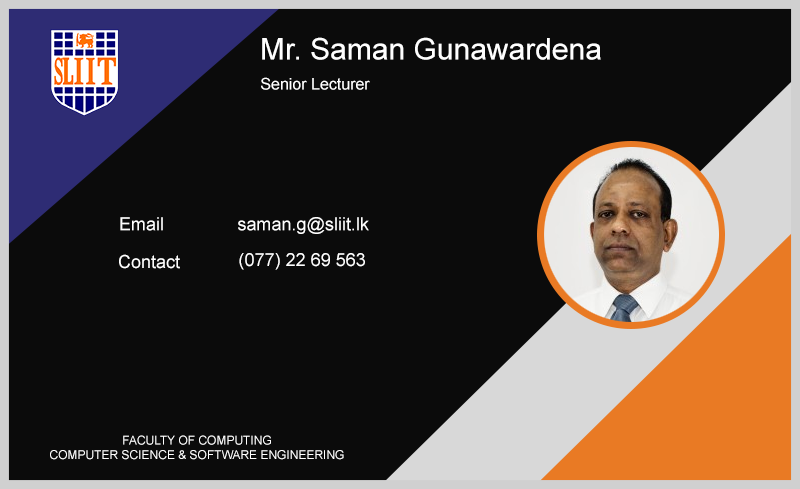 SLIIT
Mr. Saman Gunawardena
Senior Lecturer
Email saman.g@sliit.lk
Contact (077) 22 69 563
FACULTY OF COMPUTING
COMPUTER SCIENCE & SOFTWARE ENGINEERING